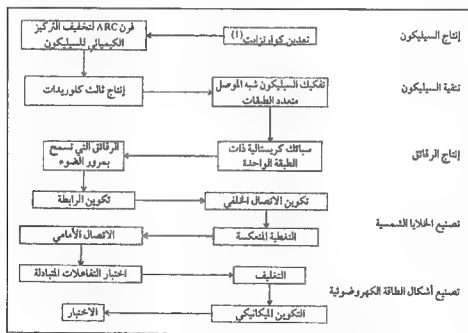 إنتاج السيليكون
تعدين كوارتزايت (1)
فرن ARC لتخفيف التركيز
الكيميائي للسيليكون
تنقية السيليكون
إنتاج ثالث كلوريدات
تفكيك السيليكون شبه الموصل
متعدد الطبقات
إنتاج الرقائق
سبائك كريستالية ذات
الطبقة الواحدة
الرقائق التي تسمح
بمرور الضوء
تكوين الرابطة
تكوين الاتصال الخلفي
تصنيع الخلايا الشمسية
التغطية المنعكسة
الاتصال الأمامي
اختبار التفاعلات المتبادلة
التغليف
تصنيع أشكال الطاقة الكهروضوئية
التكوين الميكانيكي
الاختبار